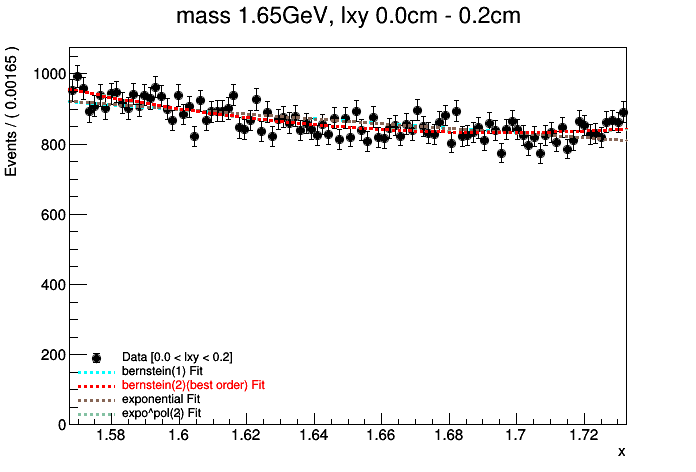 mass 1.65GeV, lxy 0.0cm - 0.2cm
Events / ( 0.00165 )
1000
800
600
400
200
0
Data [0.0 < lxy < 0.2]
bernstein(1) Fit
bernstein(2)(best order) Fit
exponential Fit
expo^pol(2) Fit
1.58 1.6 1.62 1.64 1.66 1.68 1.7 1.72
x